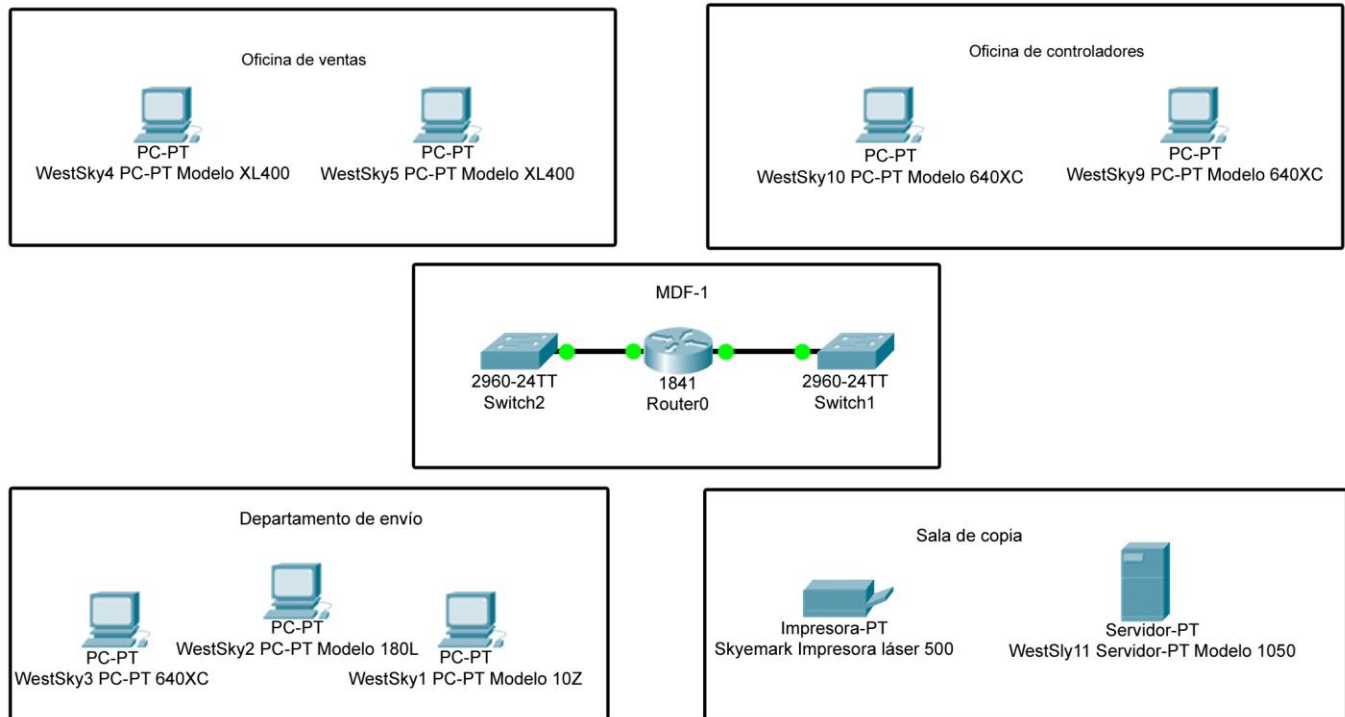 Oficina de ventas
PC-PT
WestSky4 PC-PT Modelo XL400
PC-PT
WestSky5 PC-PT Modelo XL400
Oficina de controladores
PC-PT
WestSky10 PC-PT Modelo 640XC
PC-PT
WestSky9 PC-PT Modelo 640XC
MDF-1
2960-24TT
Switch2
1841
Router0
2960-24TT
Switch1
Departamento de envío
PC-PT
WestSky3 PC-PT 640XC
PC-PT
WestSky2 PC-PT Modelo 180L
PC-PT
WestSky1 PC-PT Modelo 10Z
Sala de copia
Impresora-PT
Skyemark Impresora láser 500
Servidor-PT
WestSly11 Servidor-PT Modelo 1050